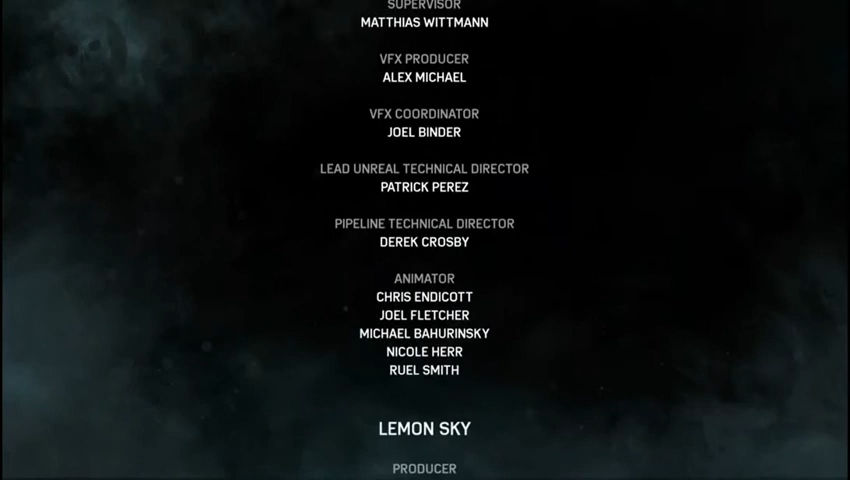 SUPERVISOR
MATTHIAS WITTMANN
VFX PRODUCER
ALEX MICHAEL
VFX COORDINATOR
JOEL BINDER
LEAD UNREAL TECHNICAL DIRECTOR
PATRICK PEREZ
PIPELINE TECHNICAL DIRECTOR
DEREK CROSBY
ANIMATOR
CHRIS ENDICOTT
JOEL FLETCHER
MICHAEL BAHURINSKY
NICOLE HERR
RUEL SMITH
LEMON SKY
PRODUCER